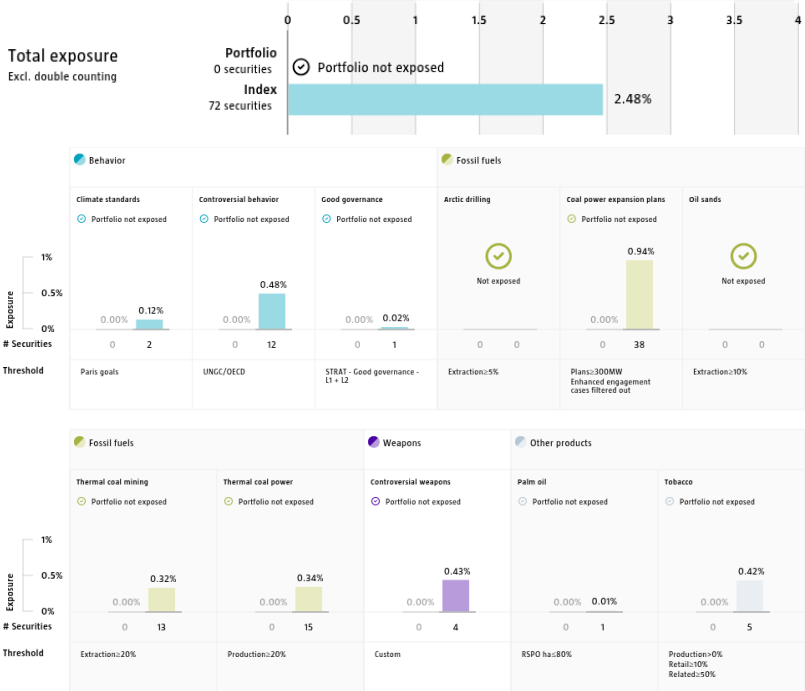 0 0.5 1 1.5 2 2.5 3 3.5 4
Total exposure
Excl. double counting
Portfolio
0 securities
Portfolio not exposed
Index
72 securities
2.48%
Behavior
Fossil fuels
Climate standards
Controversial behavior
Good governance
Arctic drilling
Coal power expansion plans
Oil sands
Portfolio not exposed
Portfolio not exposed
Portfolio not exposed
Portfolio not exposed
Not exposed
Not exposed
Exposure
1%
0.5%
0%
0.00% 0.12%
0.00% 0.48%
0.00% 0.02%
0.00% 0.94%
# Securities
0 2
0 12
0 1
0 0
0 38
0 0
Threshold
Paris goals
UNGC/OECD
STRAT - Good governance -
L1 + L2
Extraction≥5%
Plans≥300MW
Enhanced engagement
cases filtered out
Extraction≥10%
Fossil fuels
Weapons
Other products
Thermal coal mining
Thermal coal power
Controversial weapons
Palm oil
Tobacco
Portfolio not exposed
Portfolio not exposed
Portfolio not exposed
Portfolio not exposed
Portfolio not exposed
Exposure
1%
0.5%
0%
0.00% 0.32%
0.00% 0.34%
0.00% 0.43%
0.00% 0.01%
0.00% 0.42%
# Securities
0 13
0 15
0 4
0 1
0 5
Threshold
Extraction≥20%
Production≥20%
Custom
RSPO ha≤80%
Production>0%
Retail≥10%
Related≥50%